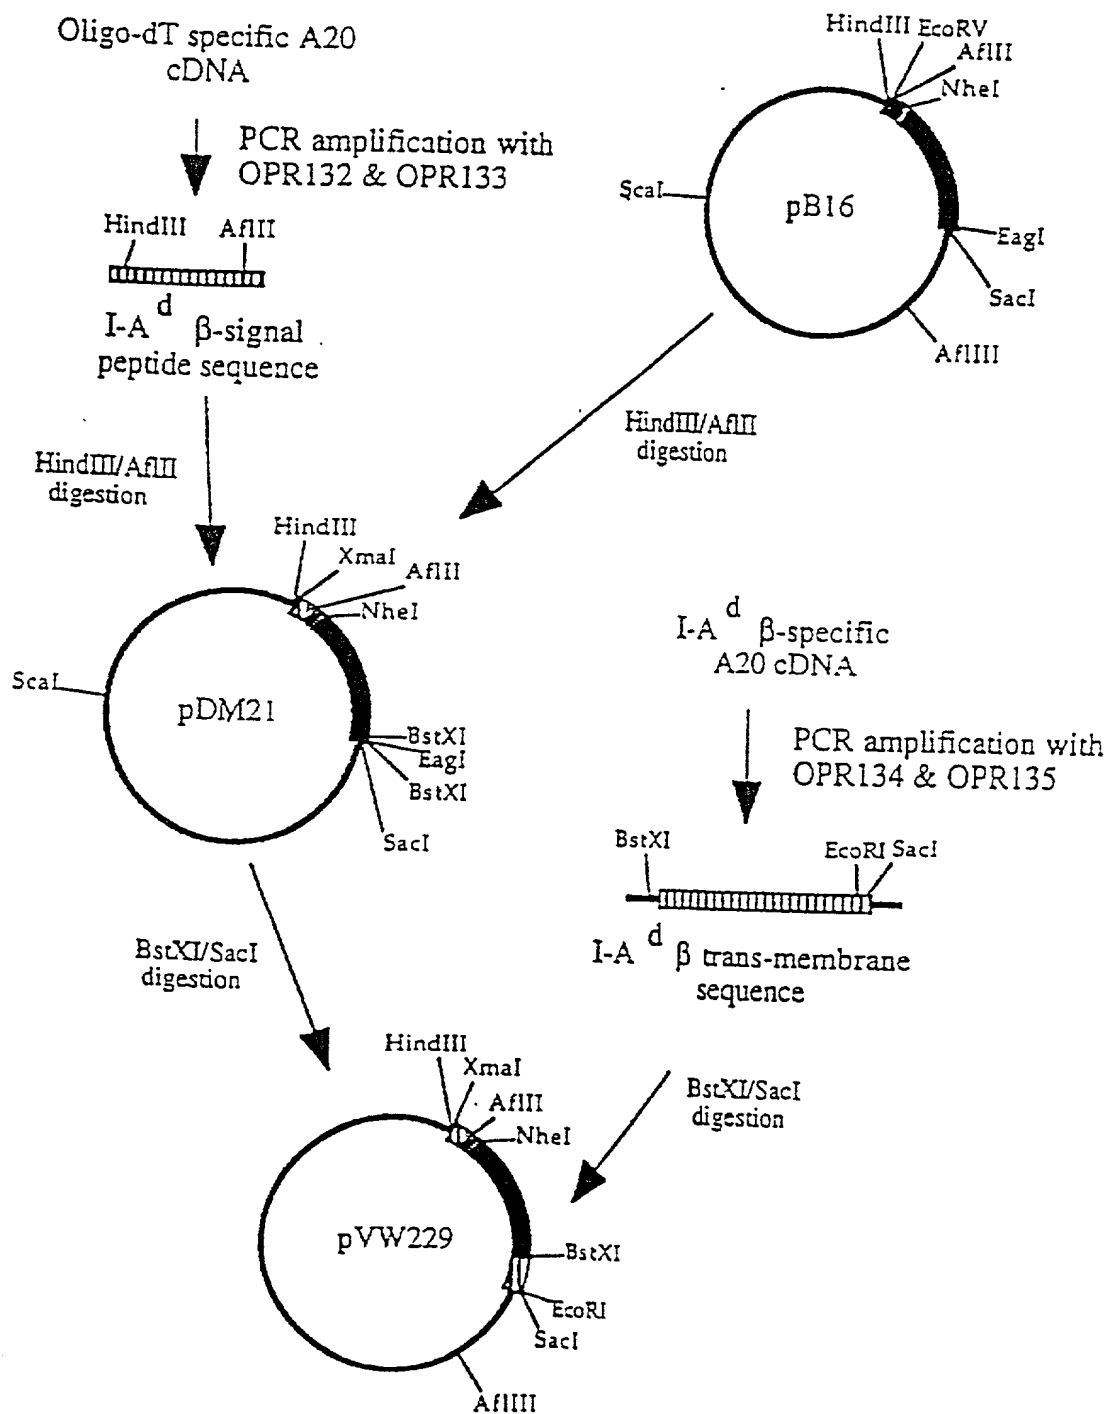 Oligo-dT specific A20
cDNA
PCR amplification with
OPR132 & OPR133
HindIII AflII
I-A d β-signal
peptide sequence
HindIII/AflII
digestion
HindIII EcoRV
AflII
NheI
ScaI
pB16
EagI
SacI
AflIII
HindIII/AflII
digestion
HindIII
XmaI
AflII
NheI
ScaI
pDM21
BstXI
EagI
BstXI
SacI
I-A d β-specific
A20 cDNA
PCR amplification with
OPR134 & OPR135
BstXI
EcoRI SacI
I-A d β trans-membrane
sequence
BstXI/SacI
digestion
BstXI/SacI
digestion
HindIII
XmaI
AflII
NheI
pVW229
BstXI
EcoRI
SacI
AflIII